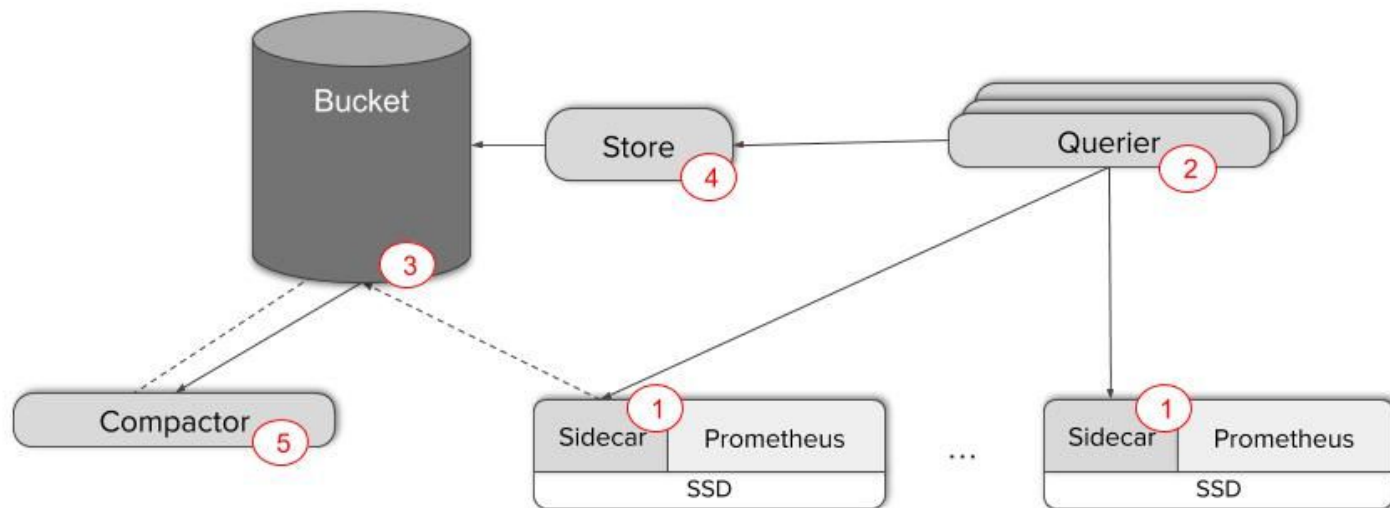 Bucket
Store
4
Querier
2
3
Compactor
5
1
Sidecar
Prometheus
SSD
...
1
Sidecar
Prometheus
SSD